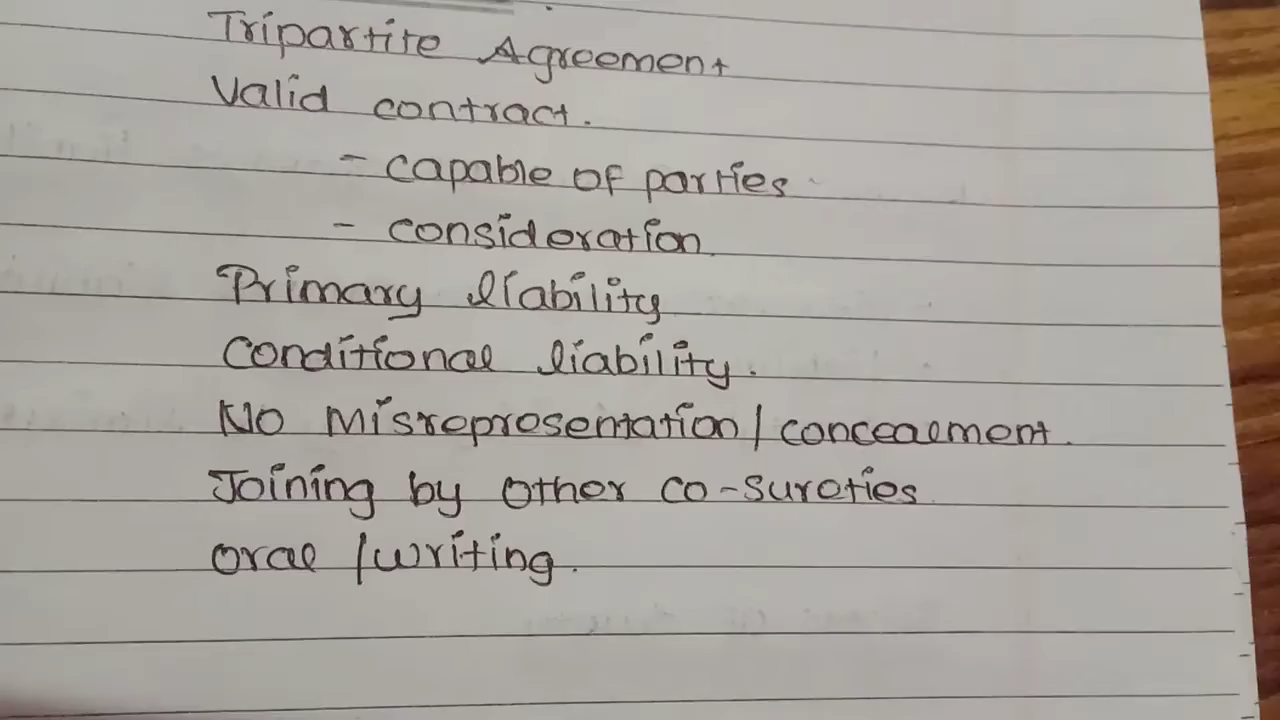 Tripartite Agreement
Valid contract.
- capable of parties
- consideration
Primary liability
Conditional liability.
No Misrepresentation/concealment.
Joining by other co-sureties
oral/writing.